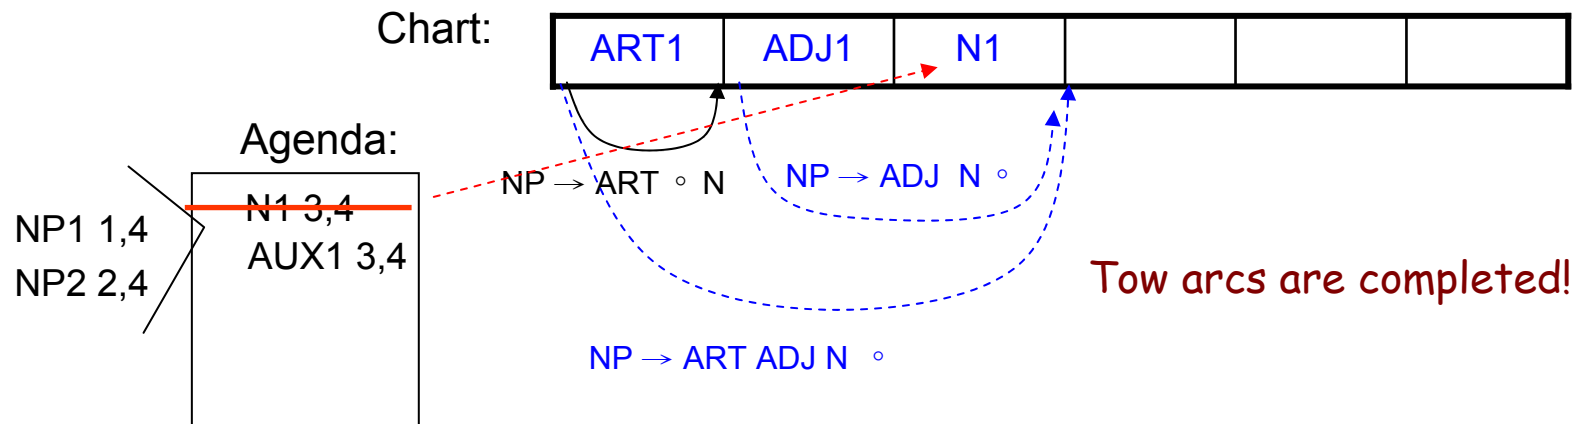 Chart:
ART1 ADJ1 N1
Agenda:
N1 3,4
AUX1 3,4
NP1 1,4
NP2 2,4
NP → ART ∘ N
NP → ADJ N ∘
Tow arcs are completed!
NP → ART ADJ N ∘